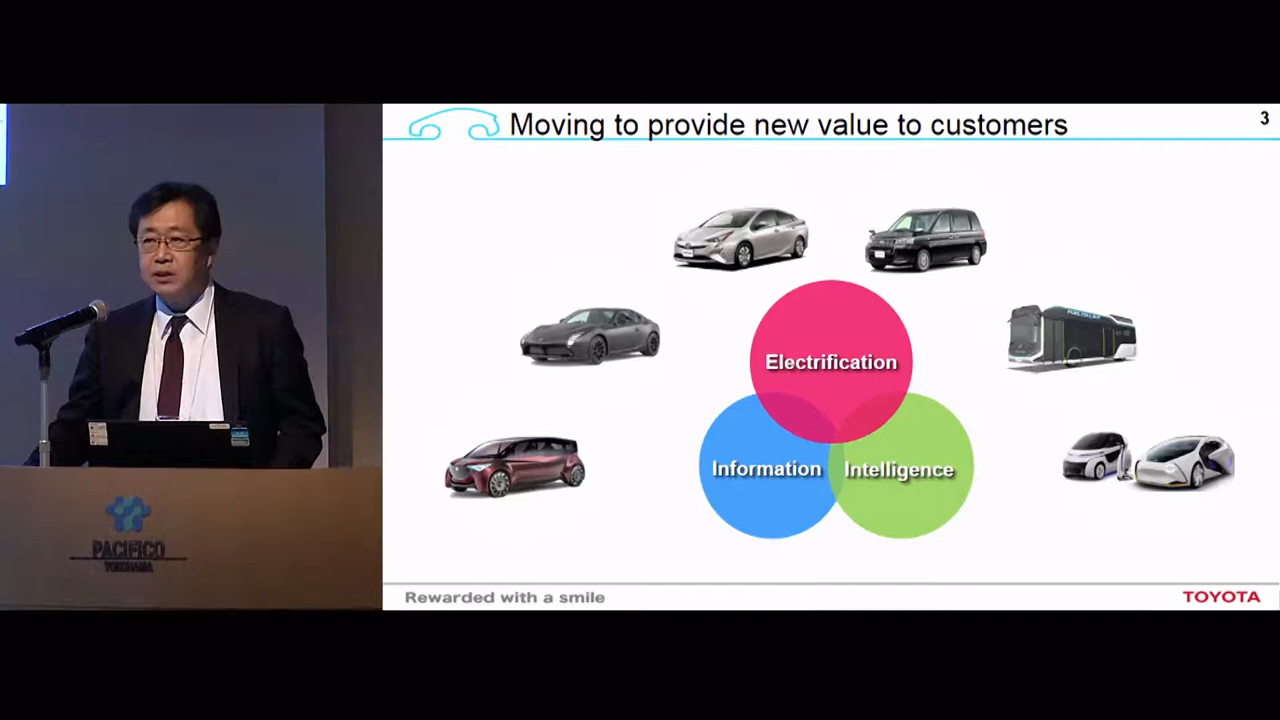 Moving to provide new value to customers
3
Electrification
Information
Intelligence
Rewarded with a smile
TOYOTA
PACIFICO
YOKOHAMA